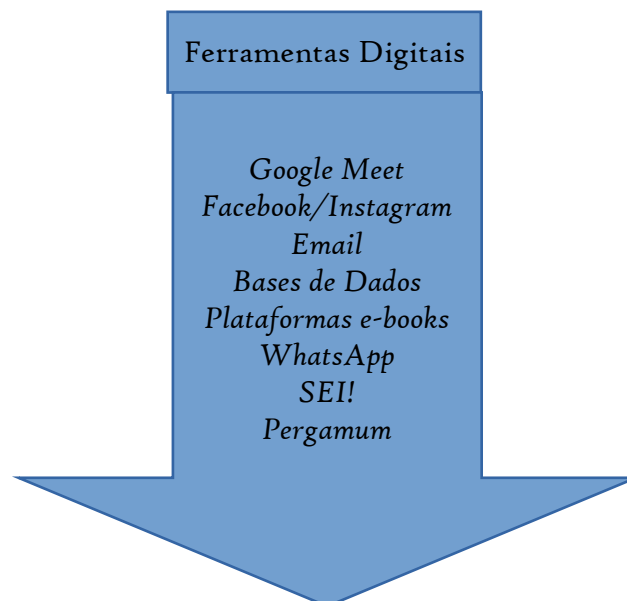 Ferramentas Digitais
Google Meet
Facebook/Instagram
Email
Bases de Dados
Plataformas e-books
WhatsApp
SEI!
Pergamum